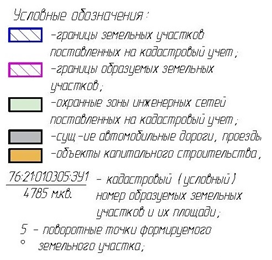 Условные обозначения:
-границы земельных участков
поставленных на кадастровый учет;
-границы образуемых земельных
участков;
-охранные зоны инженерных сетей
поставленных на кадастровый учет;
-сущ-ие автомобильные дороги, проезды
-объекты капитального строительства,
76:21:010305:ЗУ1
4785 м.кв.
- кадастровый (условный)
номер образуемых земельных
участков и их площади;
5 - поворотные точки формируемого
земельного участка;